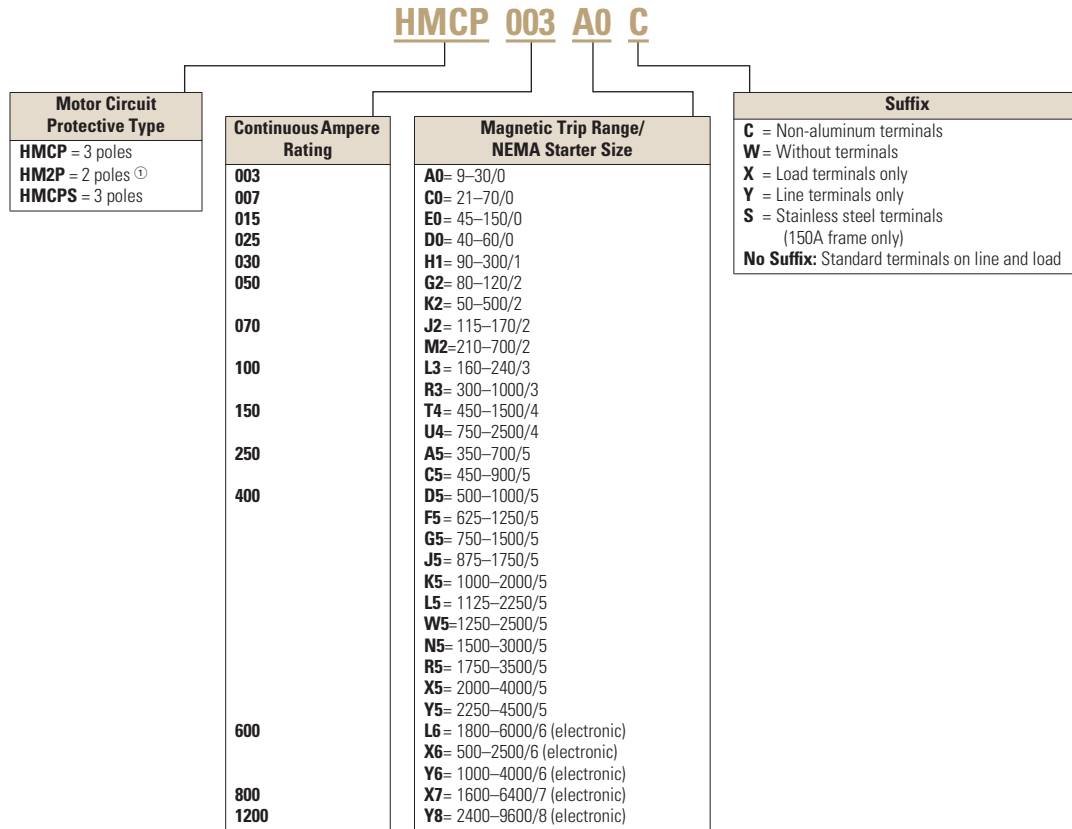 HMCP 003 A0 C
Motor Circuit
Protective Type
HMCP = 3 poles
HM2P = 2 poles ①
HMCPS = 3 poles
Continuous Ampere
Rating
003
007
015
025
030
050
070
100
150
250
400
600
800
1200
Magnetic Trip Range/
NEMA Starter Size
A0= 9–30/0
C0= 21–70/0
E0= 45–150/0
D0= 40–60/0
H1= 90–300/1
G2= 80–120/2
K2= 50–500/2
J2= 115–170/2
M2=210–700/2
L3= 160–240/3
R3= 300–1000/3
T4= 450–1500/4
U4= 750–2500/4
A5= 350–700/5
C5= 450–900/5
D5= 500–1000/5
F5= 625–1250/5
G5= 750–1500/5
J5= 875–1750/5
K5= 1000–2000/5
L5= 1125–2250/5
W5=1250–2500/5
N5= 1500–3000/5
R5= 1750–3500/5
X5= 2000–4000/5
Y5= 2250–4500/5
L6= 1800–6000/6 (electronic)
X6= 500–2500/6 (electronic)
Y6= 1000–4000/6 (electronic)
X7= 1600–6400/7 (electronic)
Y8= 2400–9600/8 (electronic)
Suffix
C = Non-aluminum terminals
W = Without terminals
X = Load terminals only
Y = Line terminals only
S = Stainless steel terminals
(150A frame only)
No Suffix: Standard terminals on line and load